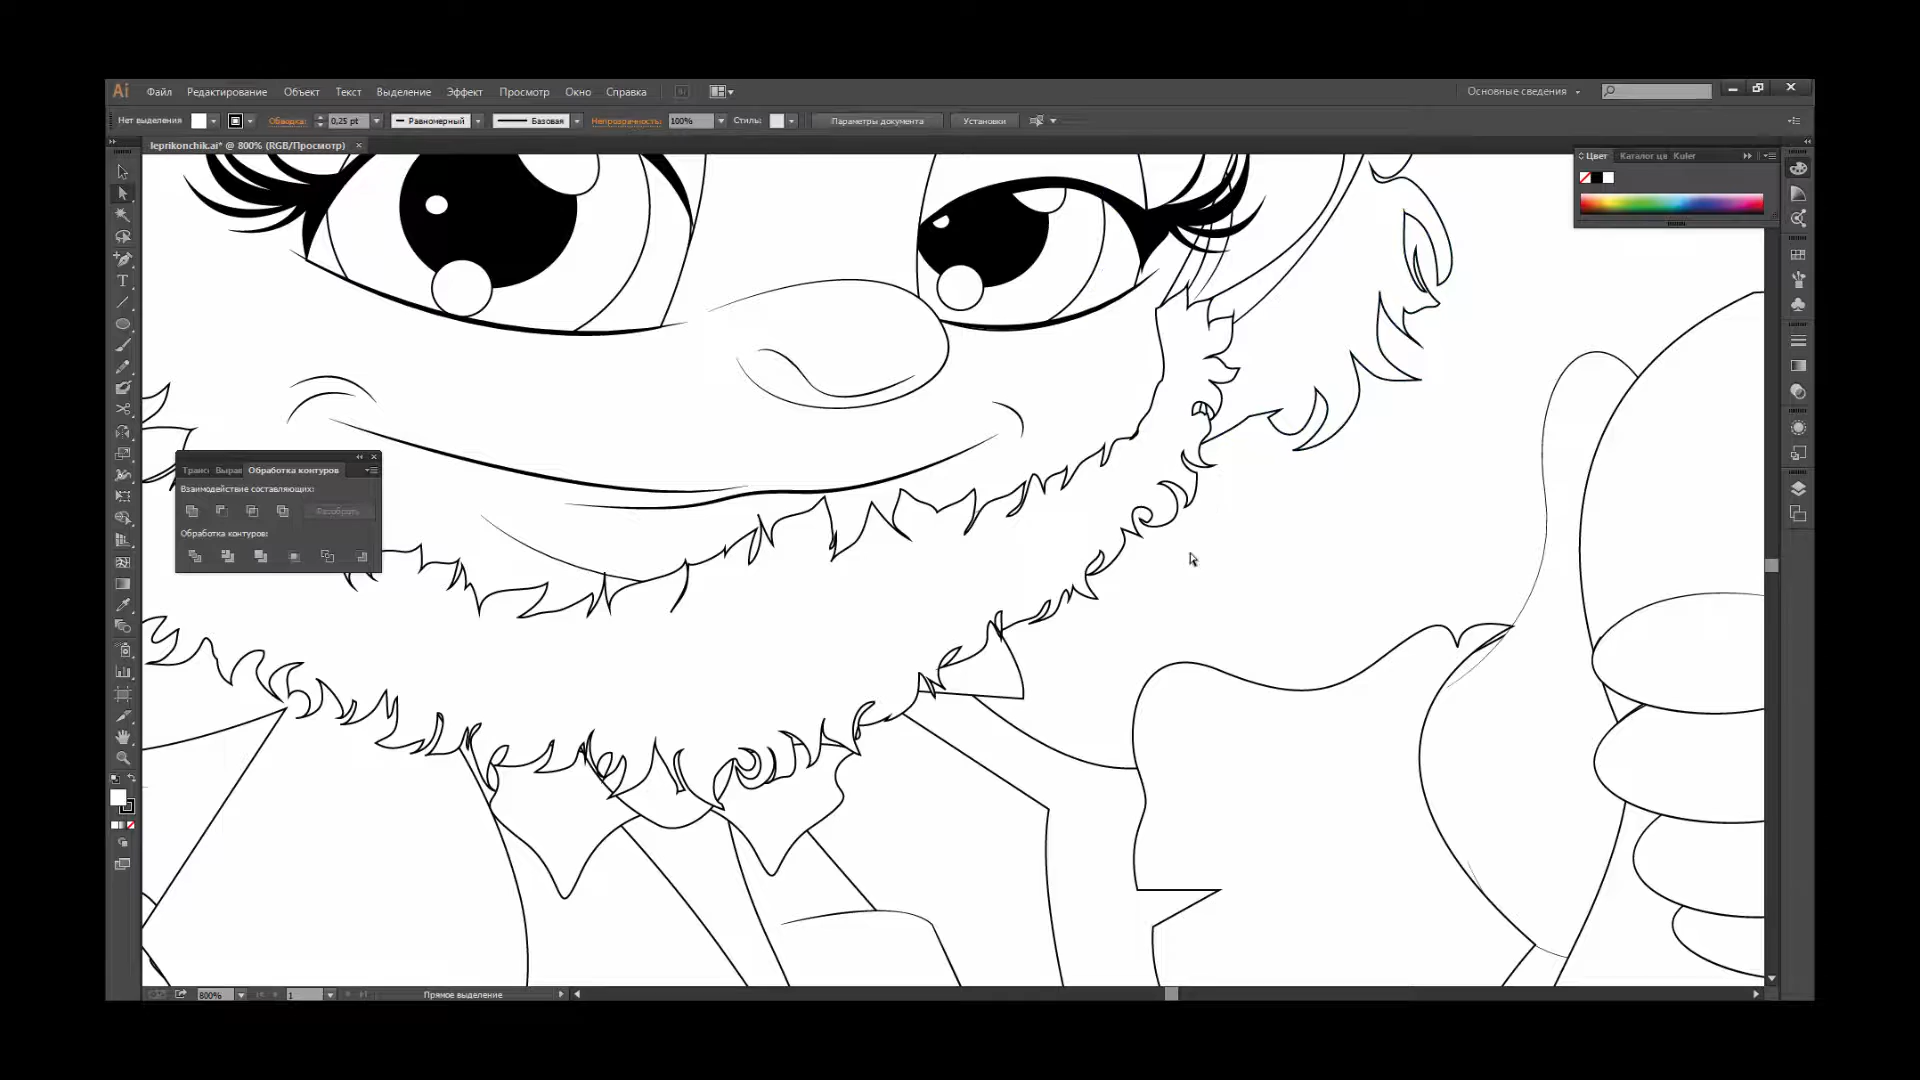 Ai Файл Редактирование Объект Текст Выделение Эффект Просмотр Окно Справка Br Основные сведения
Нет выделения Обводка: 0,25 pt Равномерный Базовая Непрозрачность: 100% Стили: Параметры документа Установки
leprikonchik.ai* @ 800% (RGB/Просмотр)
Цвет Каталог цв Kuler
Транс Вырав Обработка контуров
Взаимодействие составляющих:
Разобрать
Обработка контуров:
800% 1 Прямое выделение